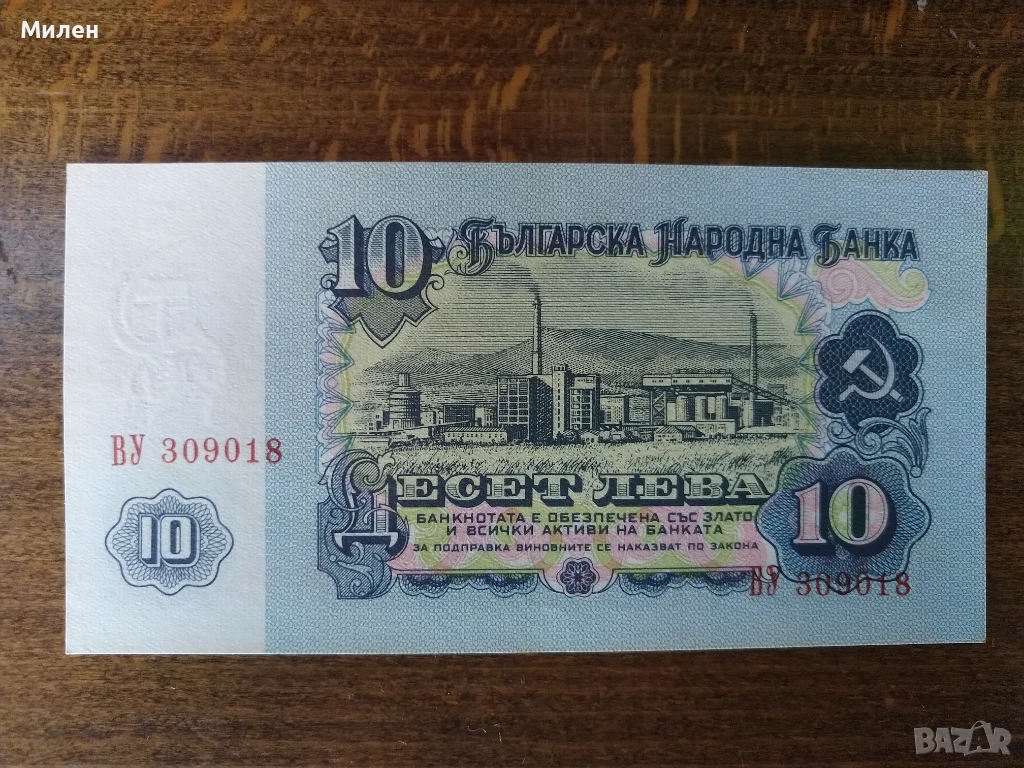 Милен
10 БЪЛГАРСКА НАРОДНА БАНКА
ВУ 309018
ДЕСЕТ ЛЕВА
10
10
БАНКНОТАТА Е ОБЕЗПЕЧЕНА СЪС ЗЛАТО
И ВСИЧКИ АКТИВИ НА БАНКАТА
ЗА ПОДПРАВКА ВИНОВНИТЕ СЕ НАКАЗВАТ ПО ЗАКОНА
ВУ 309018
BAZAR